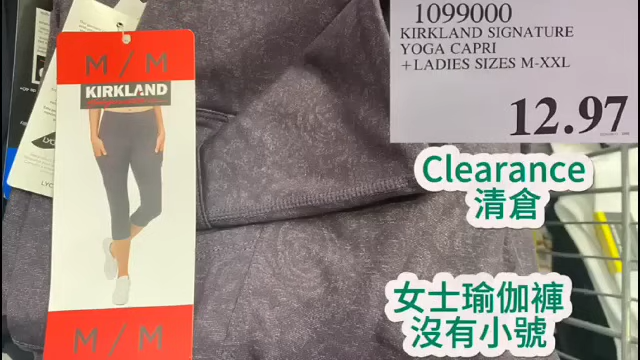 1099000
KIRKLAND SIGNATURE
YOGA CAPRI
+LADIES SIZES M-XXL
12.97
M / M
KIRKLAND
Clearance
清倉
女士瑜伽褲
沒有小號
M / M